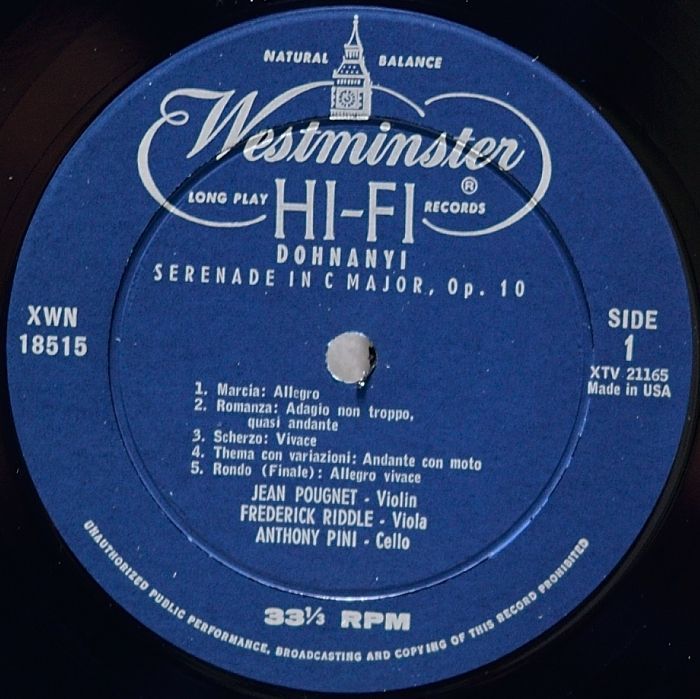 NATURAL BALANCE
Westminster
LONG PLAY HI-FI RECORDS ®
DOHNANYI
SERENADE IN C MAJOR, Op. 10
XWN
18515
SIDE
1
XTV 21165
Made in USA
1. Marcia: Allegro
2. Romanza: Adagio non troppo,
quasi andante
3. Scherzo: Vivace
4. Thema con variazioni: Andante con moto
5. Rondo (Finale): Allegro vivace
JEAN POUGNET - Violin
FREDERICK RIDDLE - Viola
ANTHONY PINI - Cello
33⅓ RPM
UNAUTHORIZED PUBLIC PERFORMANCE, BROADCASTING AND COPYING OF THIS RECORD PROHIBITED